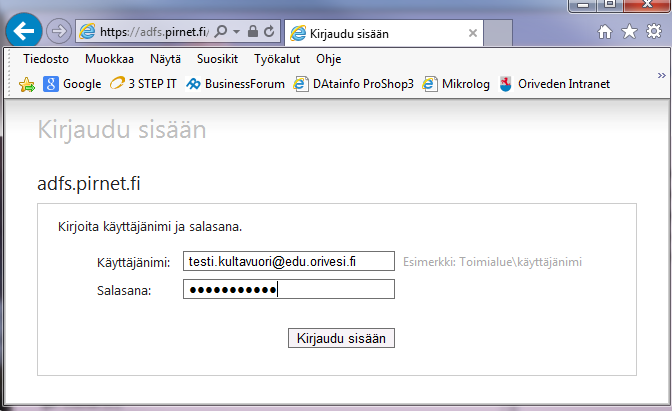 https://adfs.pirnet.fi/
Kirjaudu sisään
Tiedosto Muokkaa Näytä Suosikit Työkalut Ohje
Google 3 STEP IT BusinessForum DAtainfo ProShop3 Mikrolog Oriveden Intranet
Kirjaudu sisään
adfs.pirnet.fi
Kirjoita käyttäjänimi ja salasana.
Käyttäjänimi: testi.kultavuori@edu.orivesi.fi Esimerkki: Toimialue\käyttäjänimi
Salasana: ●●●●●●●●●●●
Kirjaudu sisään